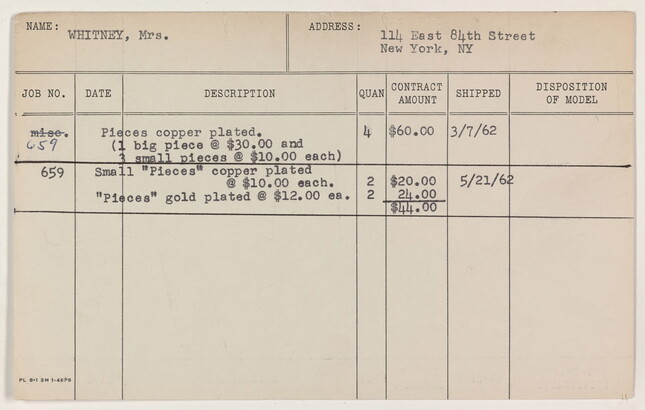 NAME: WHITNEY, Mrs. ADDRESS: 114 East 84th Street
New York, NY
JOB NO. DATE DESCRIPTION QUAN CONTRACT AMOUNT SHIPPED DISPOSITION OF MODEL
misc. Pieces copper plated. 4 $60.00 3/7/62
659 (1 big piece @ $30.00 and
3 small pieces @ $10.00 each)
659 Small "Pieces" copper plated
@ $10.00 each. 2 $20.00 5/21/62
"Pieces" gold plated @ $12.00 ea. 2 24.00
$44.00